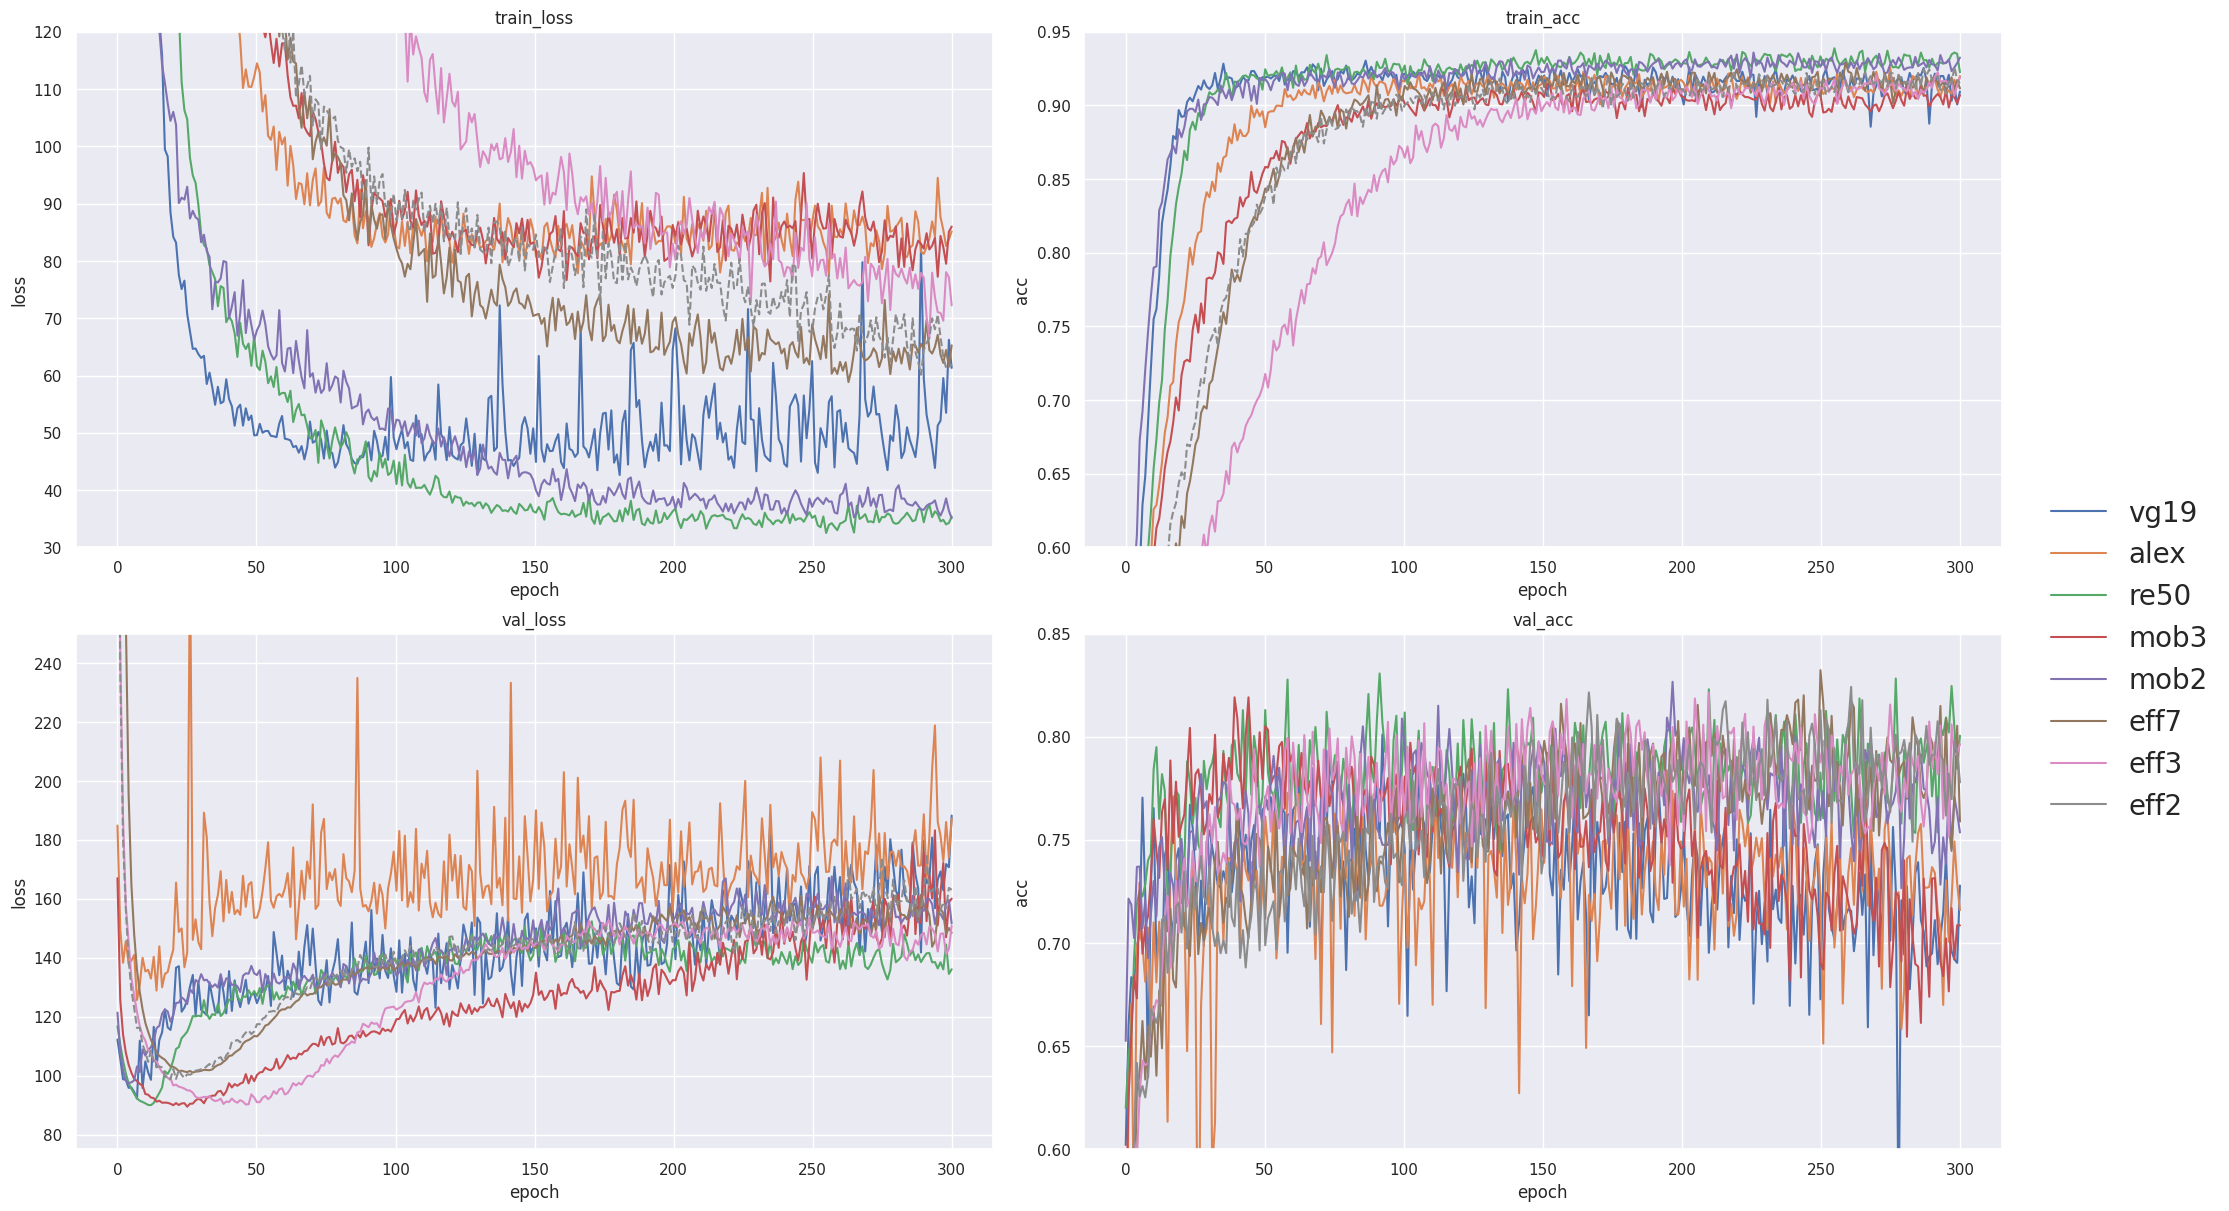 train_loss
120
110
100
90
80
70
60
50
40
30
loss
0 50 100 150 200 250 300
epoch
train_acc
0.95
0.90
0.85
0.80
0.75
0.70
0.65
0.60
acc
0 50 100 150 200 250 300
epoch
val_loss
240
220
200
180
160
140
120
100
80
loss
0 50 100 150 200 250 300
epoch
val_acc
0.85
0.80
0.75
0.70
0.65
0.60
acc
0 50 100 150 200 250 300
epoch
vg19
alex
re50
mob3
mob2
eff7
eff3
eff2